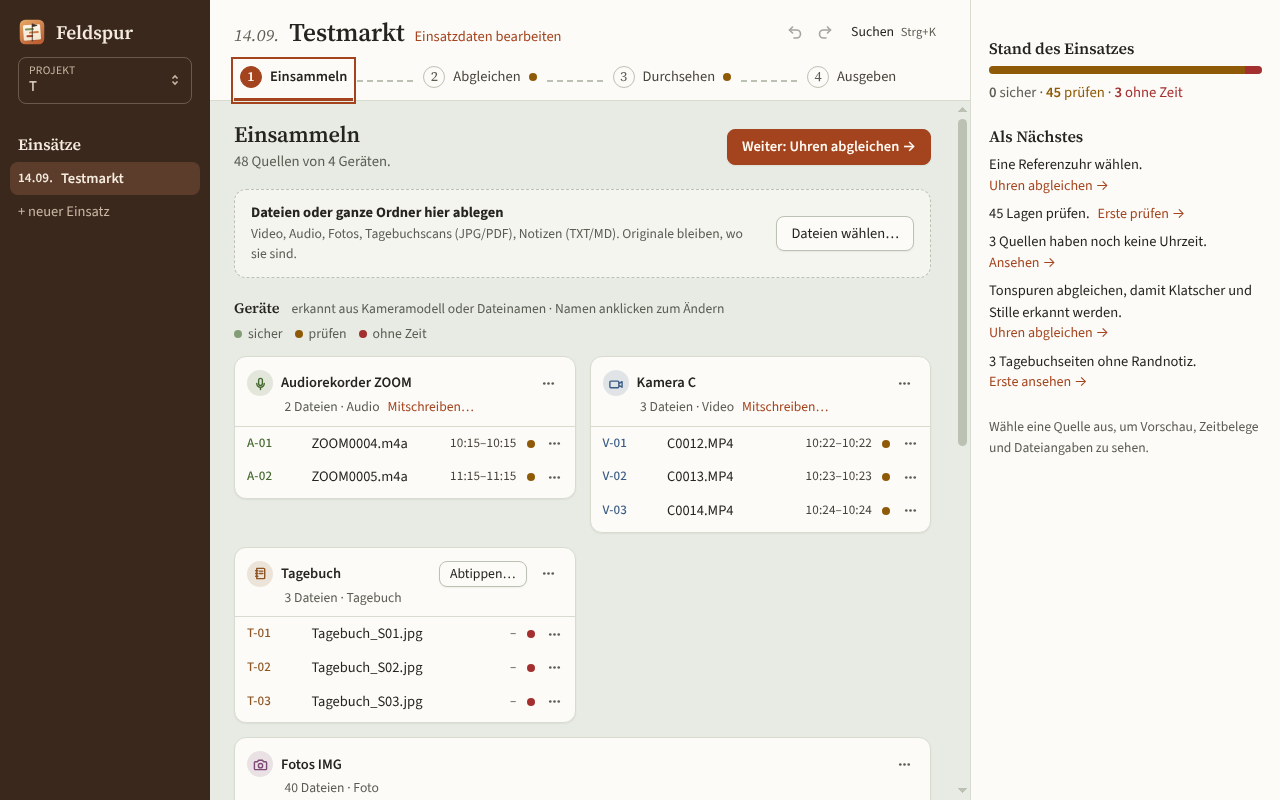 Feldspur
PROJEKT
T
Einsätze
14.09. Testmarkt
+ neuer Einsatz
14.09. Testmarkt Einsatzdaten bearbeiten
Suchen Strg+K
1 Einsammeln
2 Abgleichen
3 Durchsehen
4 Ausgeben
Einsammeln
48 Quellen von 4 Geräten.
Weiter: Uhren abgleichen →
Dateien oder ganze Ordner hier ablegen
Video, Audio, Fotos, Tagebuchscans (JPG/PDF), Notizen (TXT/MD). Originale bleiben, wo
sie sind.
Dateien wählen…
Geräte erkannt aus Kameramodell oder Dateinamen · Namen anklicken zum Ändern
sicher prüfen ohne Zeit
Audiorekorder ZOOM
2 Dateien · Audio Mitschreiben…
A-01 ZOOM0004.m4a 10:15–10:15
A-02 ZOOM0005.m4a 11:15–11:15
Kamera C
3 Dateien · Video Mitschreiben…
V-01 C0012.MP4 10:22–10:22
V-02 C0013.MP4 10:23–10:23
V-03 C0014.MP4 10:24–10:24
Tagebuch Abtippen…
3 Dateien · Tagebuch
T-01 Tagebuch_S01.jpg –
T-02 Tagebuch_S02.jpg –
T-03 Tagebuch_S03.jpg –
Fotos IMG
40 Dateien · Foto
Stand des Einsatzes
0 sicher · 45 prüfen · 3 ohne Zeit
Als Nächstes
Eine Referenzuhr wählen.
Uhren abgleichen →
45 Lagen prüfen. Erste prüfen →
3 Quellen haben noch keine Uhrzeit.
Ansehen →
Tonspuren abgleichen, damit Klatscher und
Stille erkannt werden.
Uhren abgleichen →
3 Tagebuchseiten ohne Randnotiz.
Erste ansehen →
Wähle eine Quelle aus, um Vorschau, Zeitbelege
und Dateiangaben zu sehen.